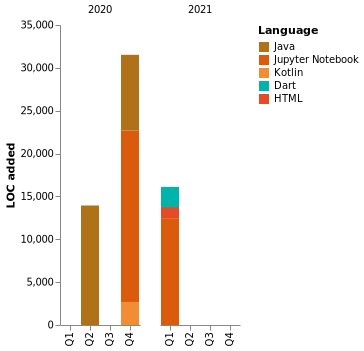 2020 2021
LOC added
35,000
30,000
25,000
20,000
15,000
10,000
5,000
0
Q1 Q2 Q3 Q4 Q1 Q2 Q3 Q4
Language
Java
Jupyter Notebook
Kotlin
Dart
HTML